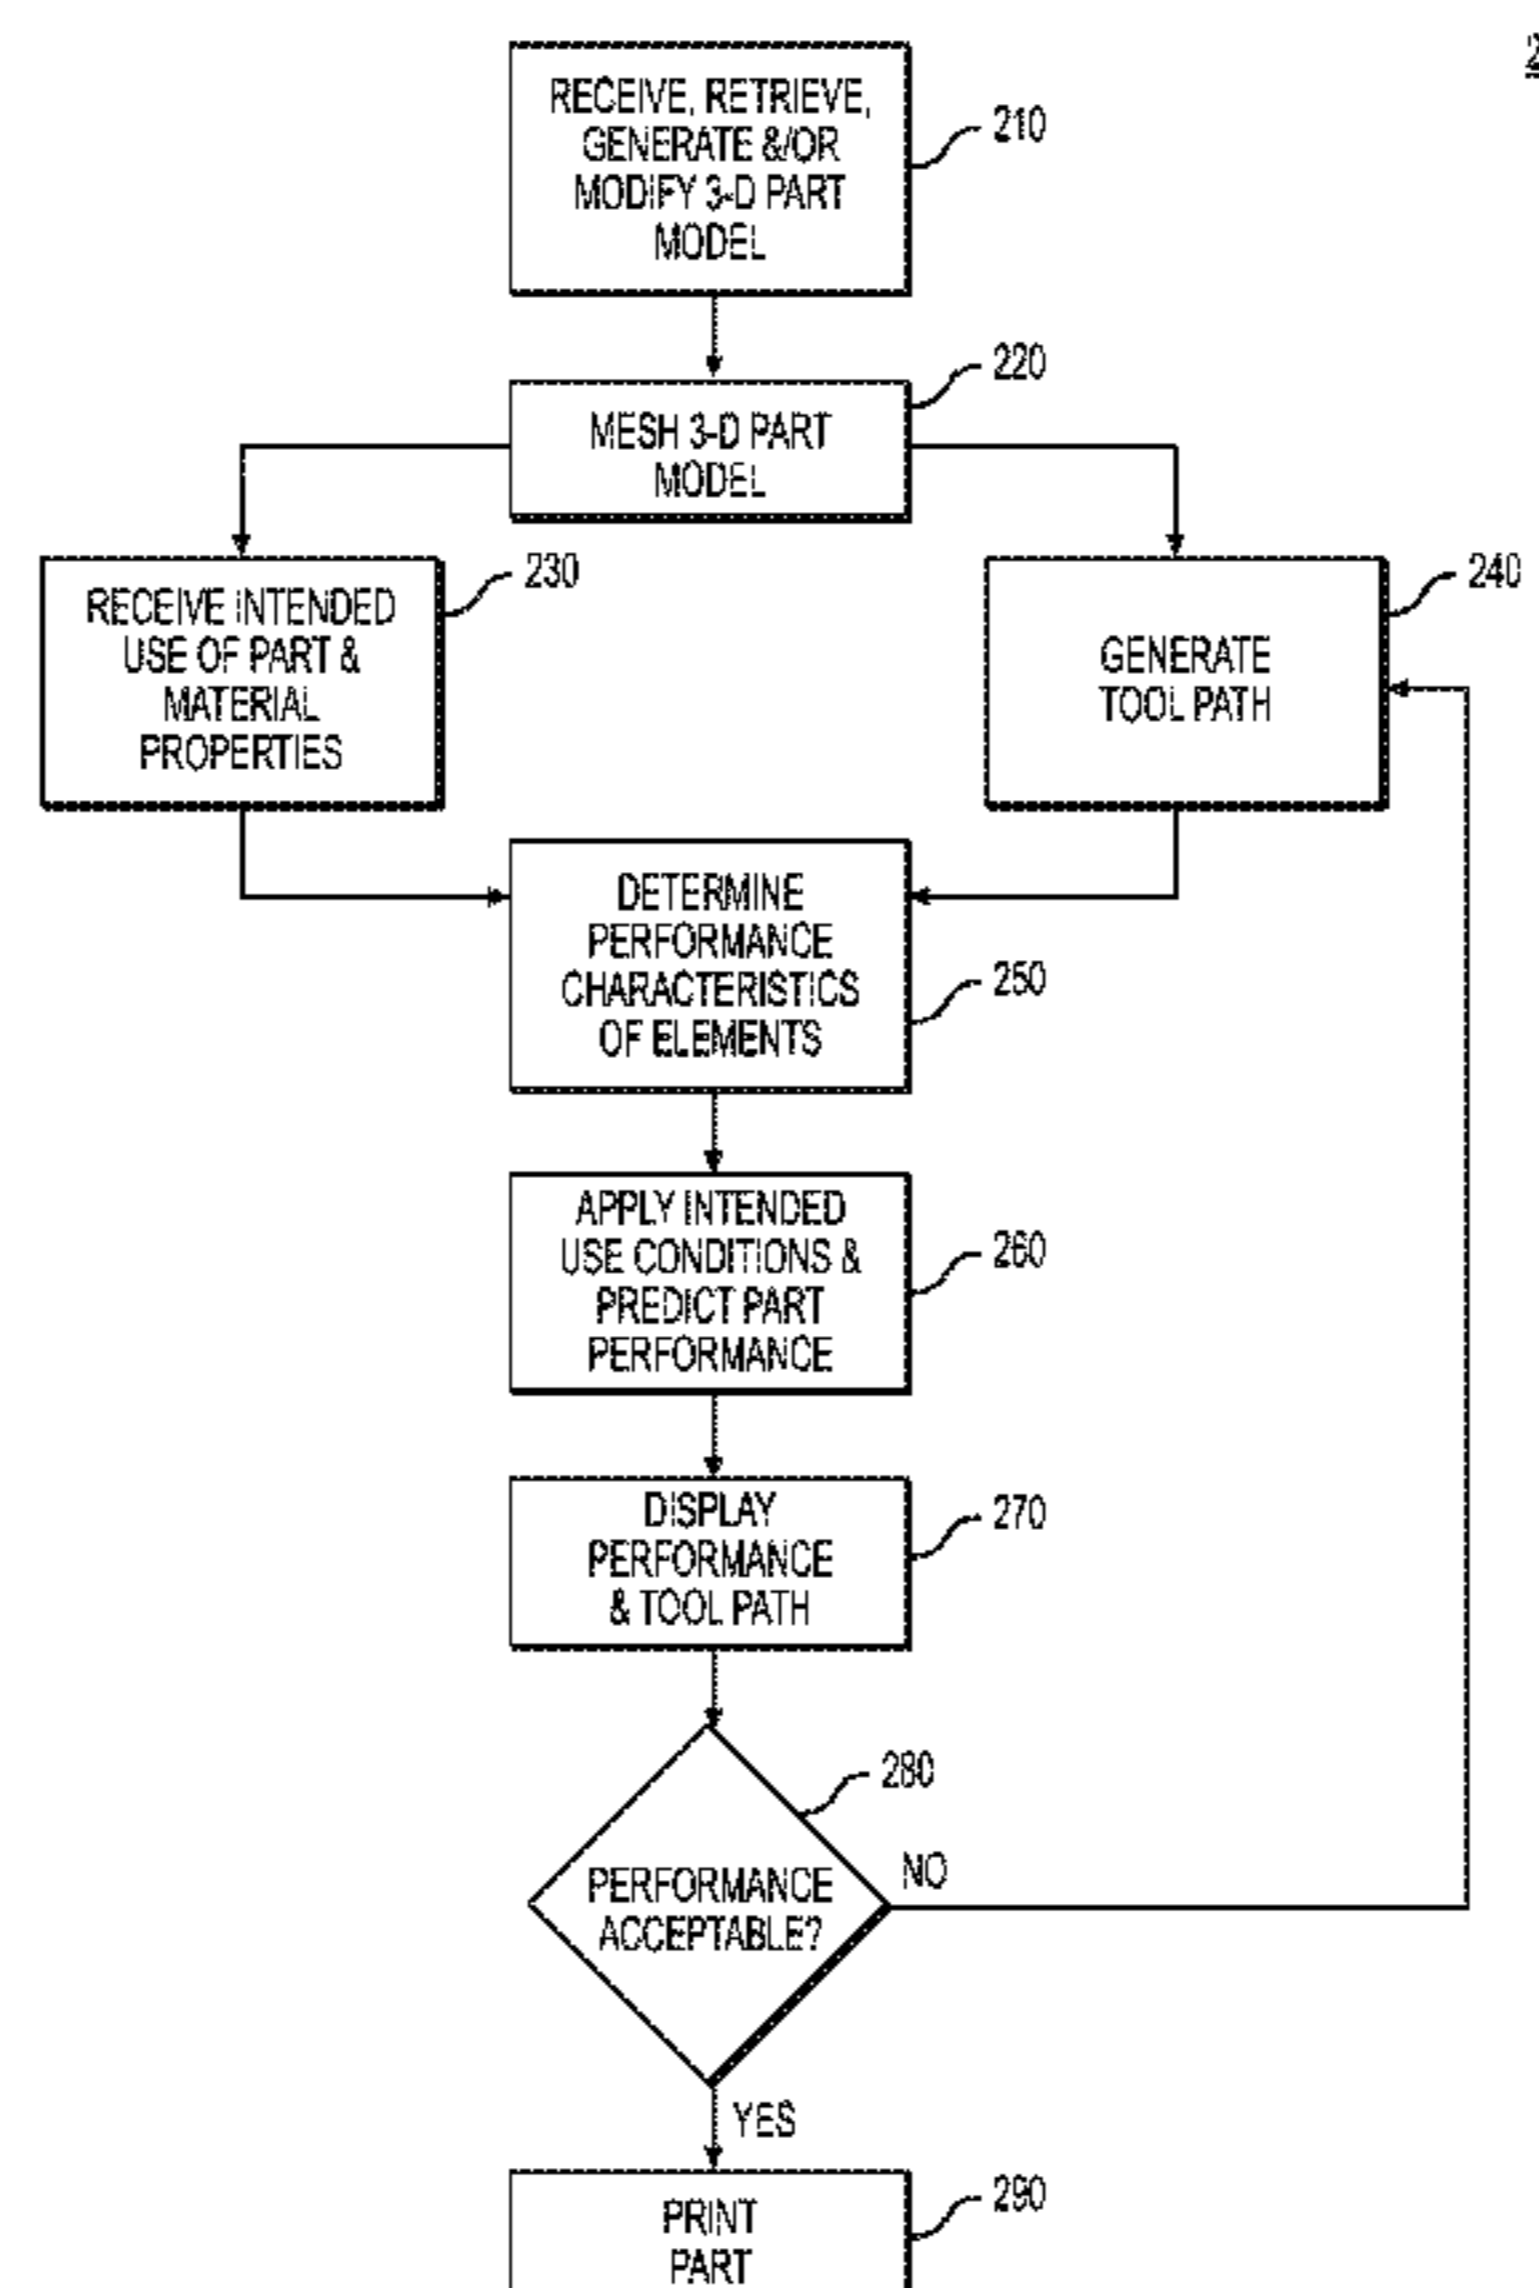 RECEIVE, RETRIEVE,
GENERATE &/OR
MODIFY 3-D PART
MODEL
210
220
MESH 3-D PART
MODEL
230
RECEIVE INTENDED
USE OF PART &
MATERIAL
PROPERTIES
240
GENERATE
TOOL PATH
DETERMINE
PERFORMANCE
CHARACTERISTICS
OF ELEMENTS
250
APPLY INTENDED
USE CONDITIONS &
PREDICT PART
PERFORMANCE
260
DISPLAY
PERFORMANCE
& TOOL PATH
270
280
PERFORMANCE
ACCEPTABLE?
NO
YES
PRINT
PART
290